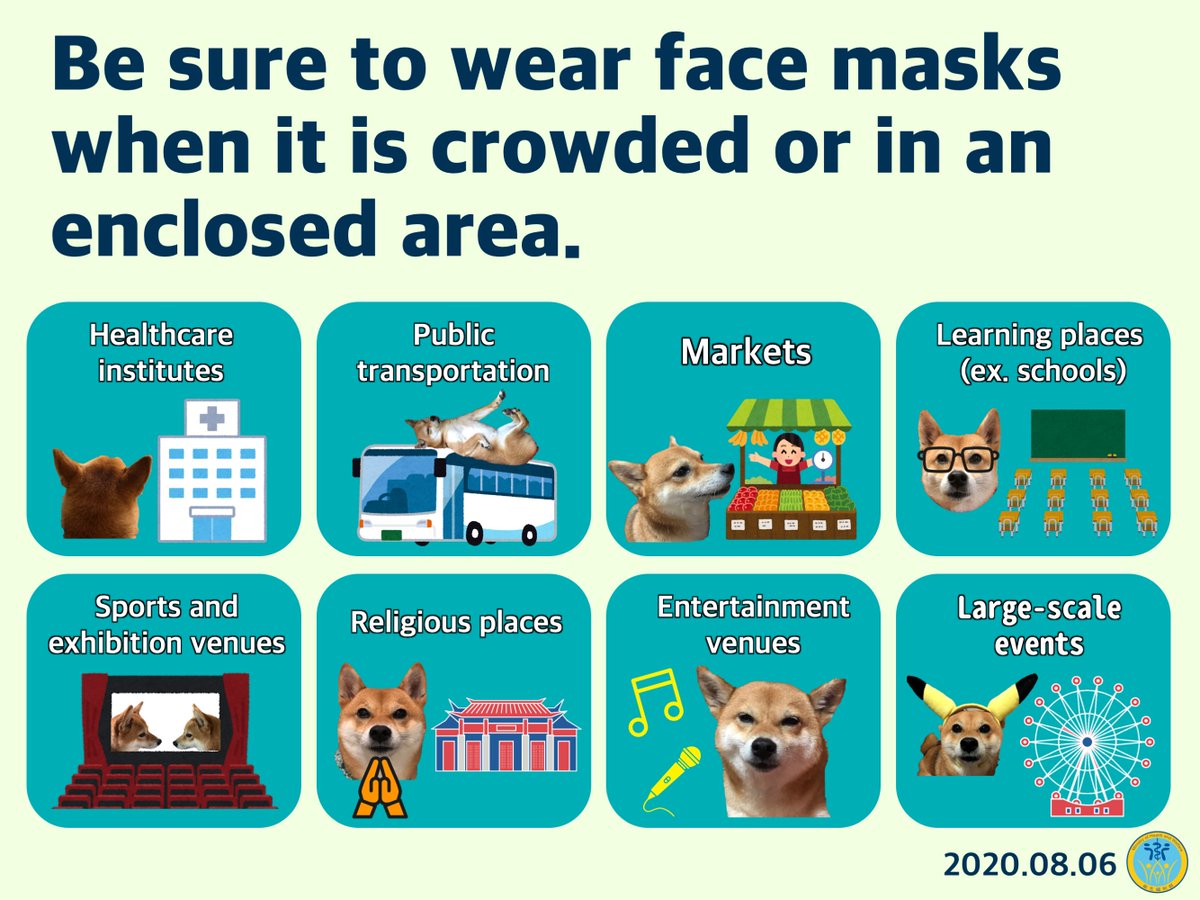 Be sure to wear face masks
when it is crowded or in an
enclosed area.
Healthcare
institutes
Public
transportation
Markets
Learning places
(ex. schools)
Sports and
exhibition venues
Religious places
Entertainment
venues
Large-scale
events
2020.08.06